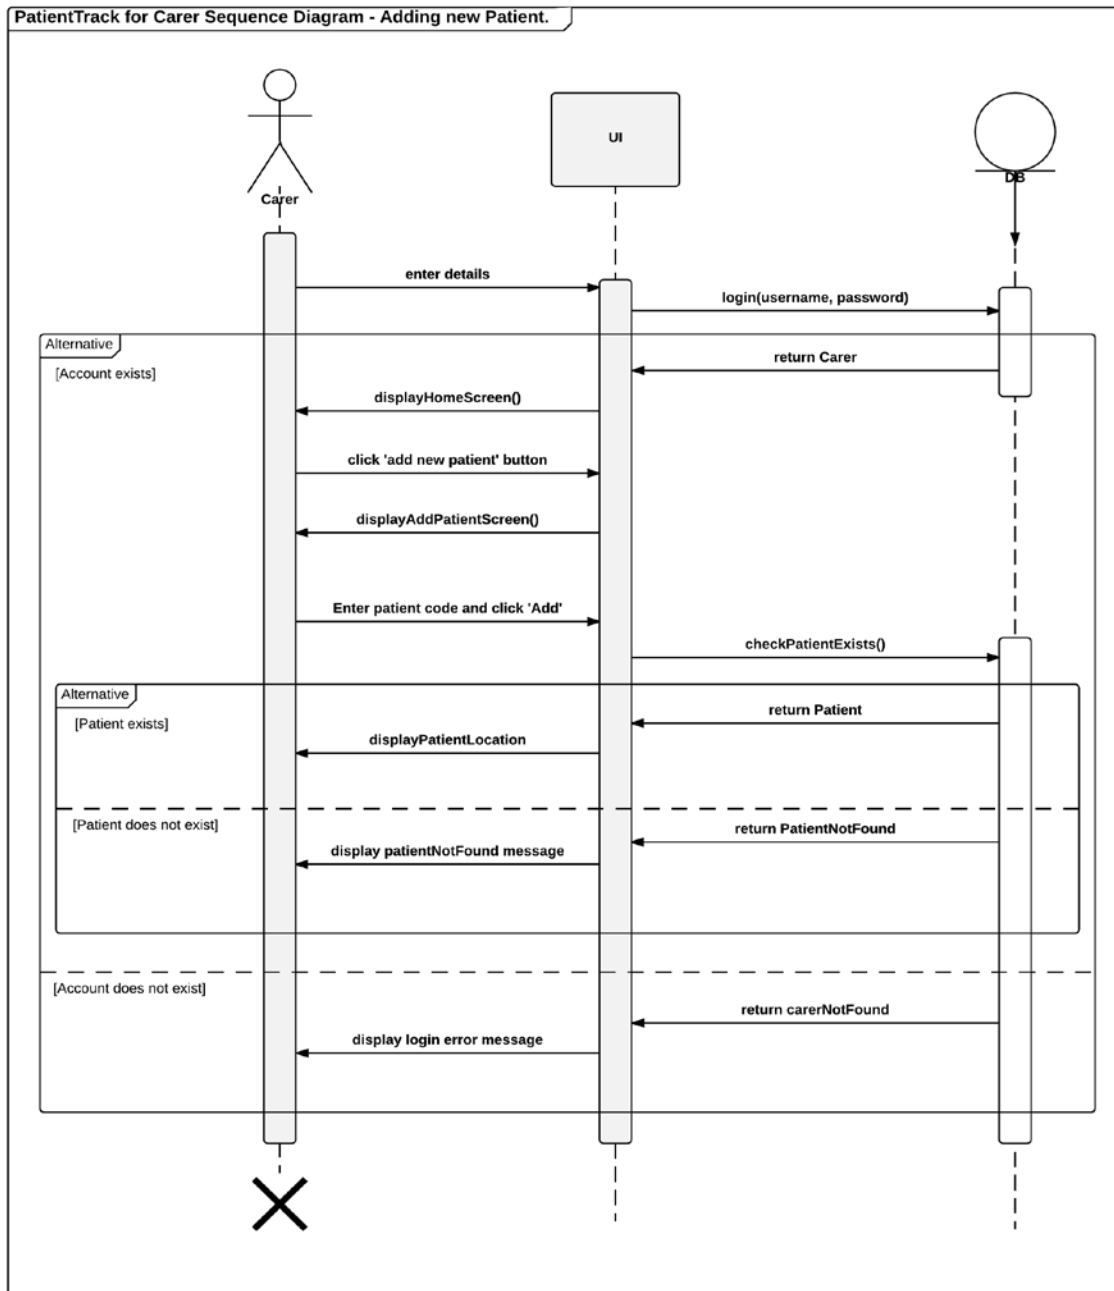 PatientTrack for Carer Sequence Diagram - Adding new Patient.
UI
DB
Carer
enter details
login(username, password)
Alternative
return Carer
[Account exists]
displayHomeScreen()
click 'add new patient' button
displayAddPatientScreen()
Enter patient code and click 'Add'
checkPatientExists()
Alternative
return Patient
[Patient exists]
displayPatientLocation
[Patient does not exist]
return PatientNotFound
display patientNotFound message
[Account does not exist]
return carerNotFound
display login error message